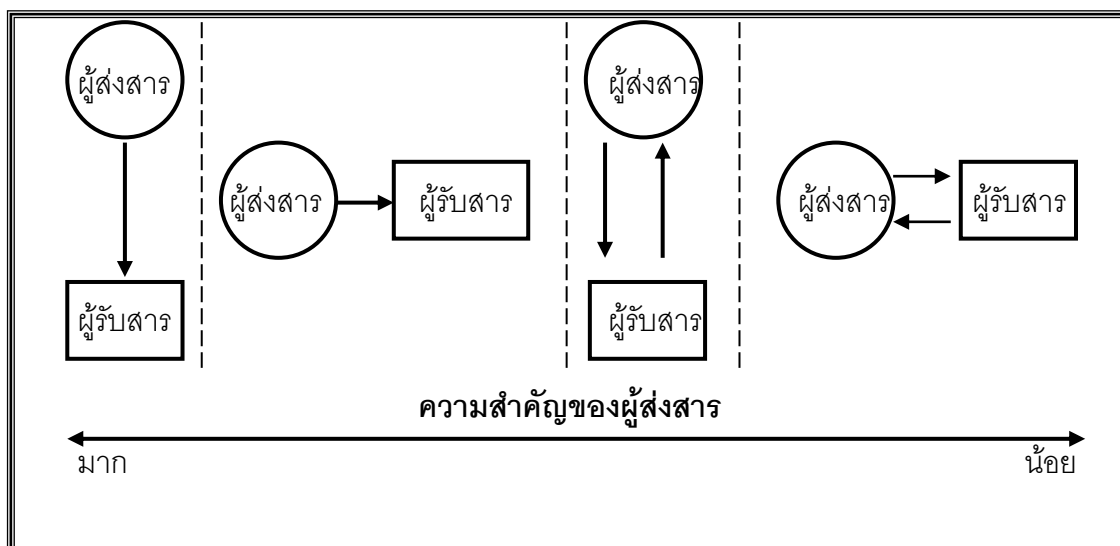 ผู้ส่งสาร
ผู้รับสาร
ผู้ส่งสาร
ผู้รับสาร
ผู้ส่งสาร
ผู้รับสาร
ผู้ส่งสาร
ผู้รับสาร
ความสำคัญของผู้ส่งสาร
มาก
น้อย